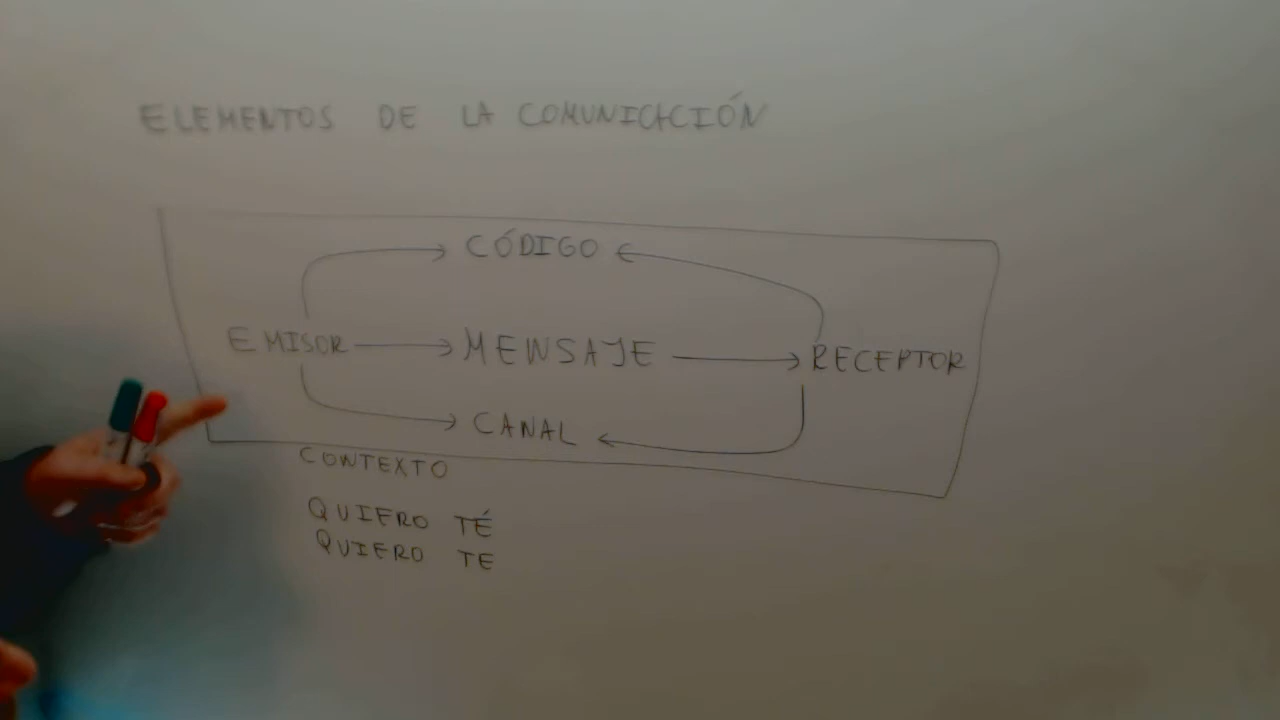 ELEMENTOS DE LA COMUNICACIÓN
CÓDIGO
EMISOR MENSAJE RECEPTOR
CANAL
CONTEXTO
QUIERO TÉ
QUIERO TE